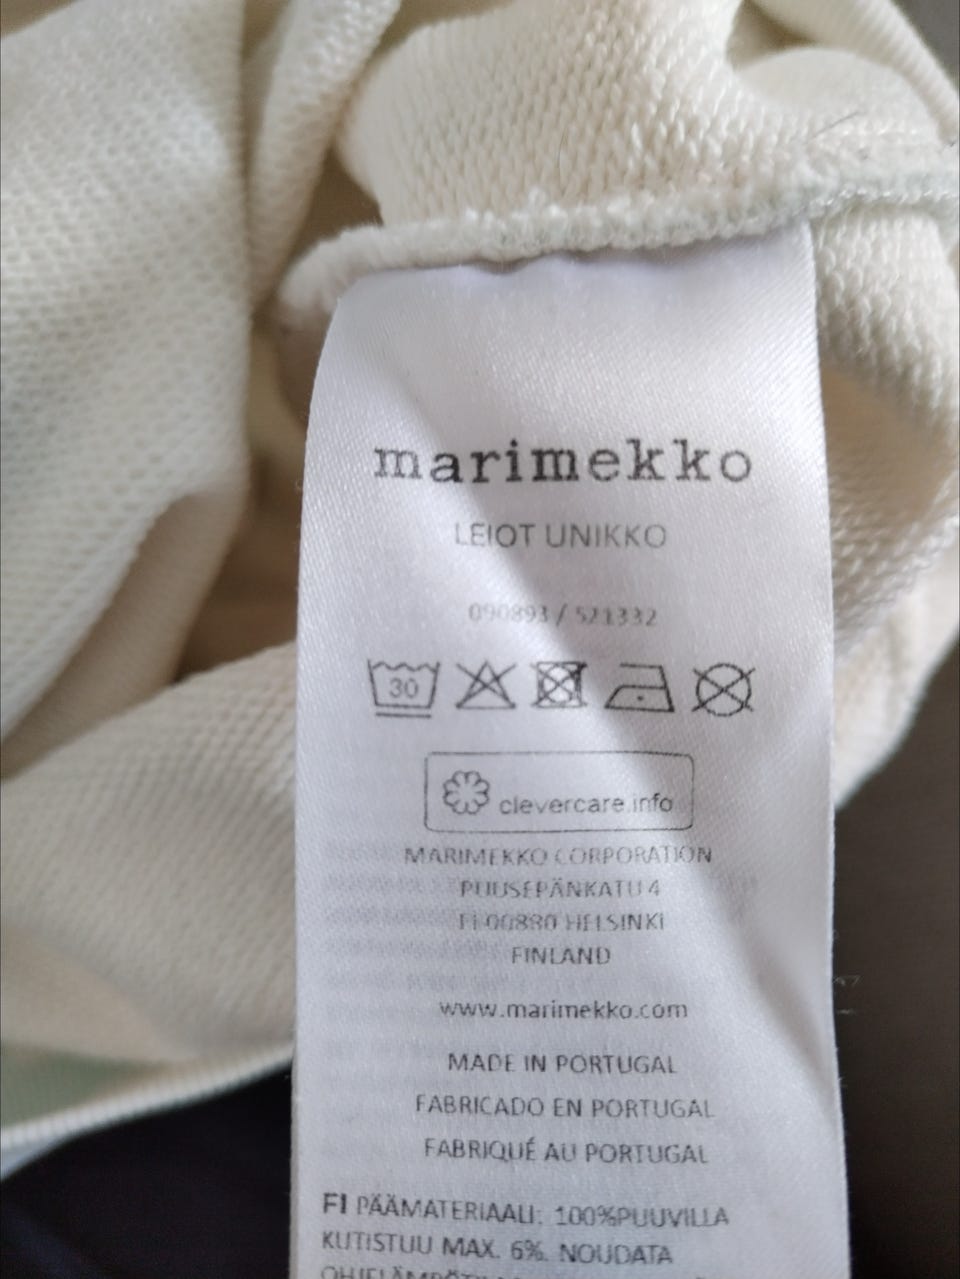 marimekko
LEIOT UNIKKO
090893 / 521332
30
clevercare.info
MARIMEKKO CORPORATION
PUUSEPÄNKATU 4
FI-00880 HELSINKI
FINLAND
www.marimekko.com
MADE IN PORTUGAL
FABRICADO EN PORTUGAL
FABRIQUÉ AU PORTUGAL
FI PÄÄMATERIAALI: 100%PUUVILLA
KUTISTUU MAX. 6%. NOUDATA